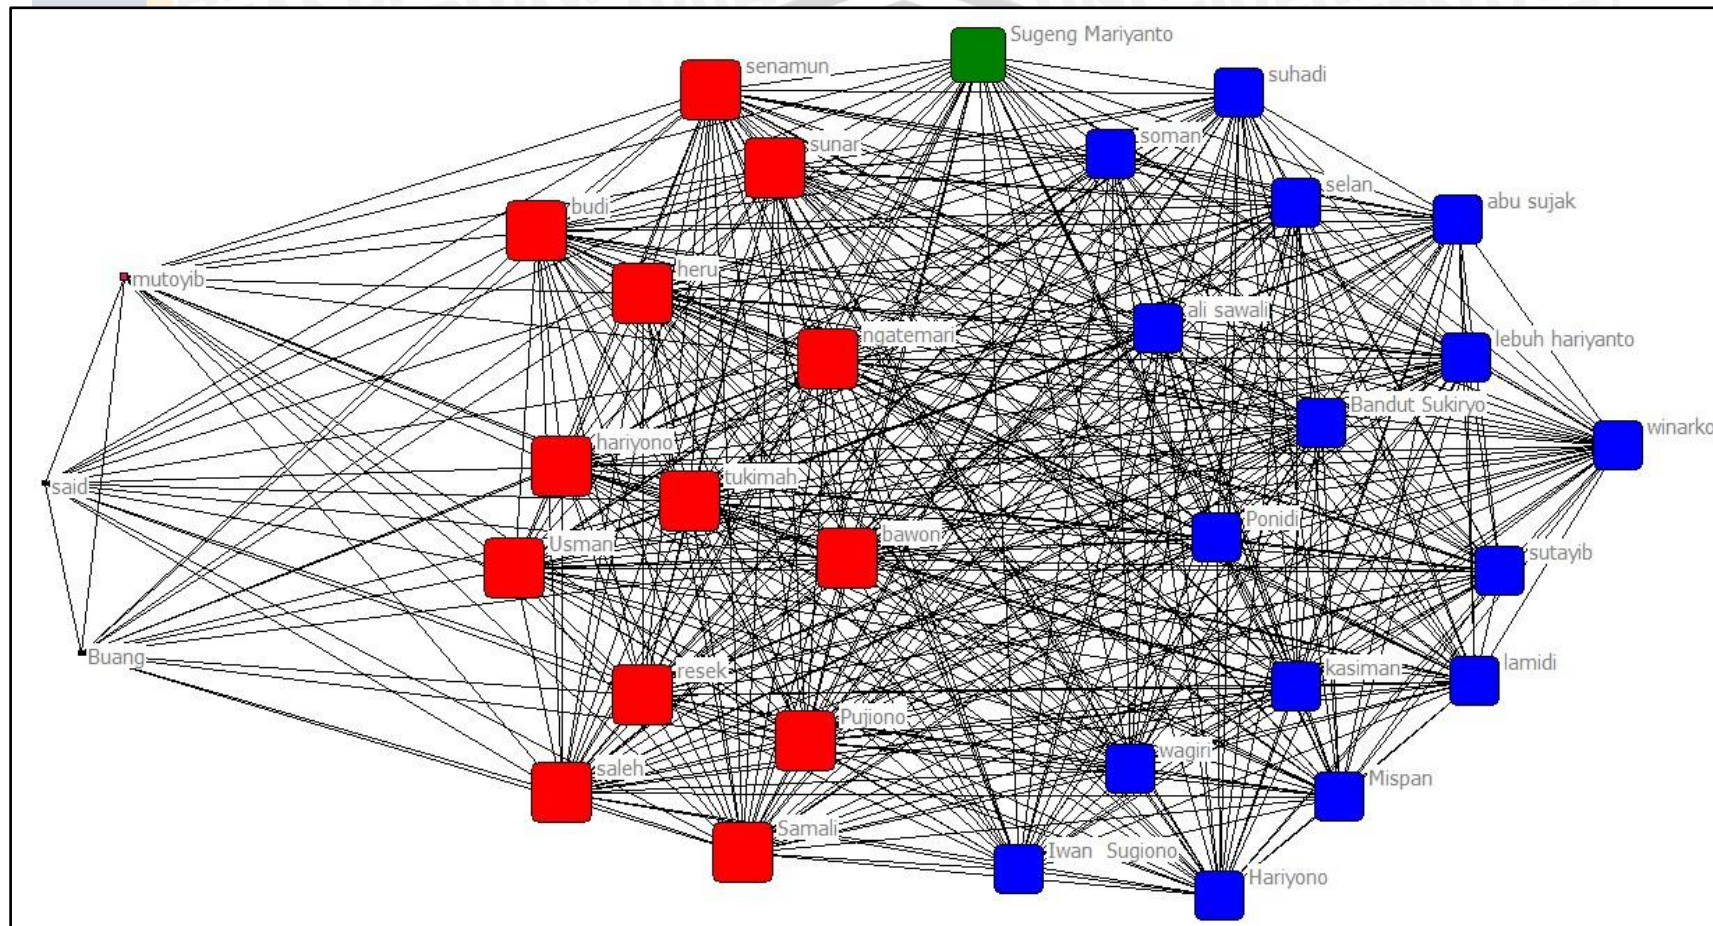 Sugeng Mariyanto
senamun
suhadi
soman
sunar
selan
abu sujak
budi
heru
mutoyib
ali sawali
ngatemari
lebuh hariyanto
Bandut Sukiryo
winarko
hariyono
tukimah
said
Ponidi
bawon
Usman
sutayib
Buang
lamidi
kasiman
resek
Pujiono
wagiri
saleh
Mispan
Samali
Iwan  Sugiono
Hariyono